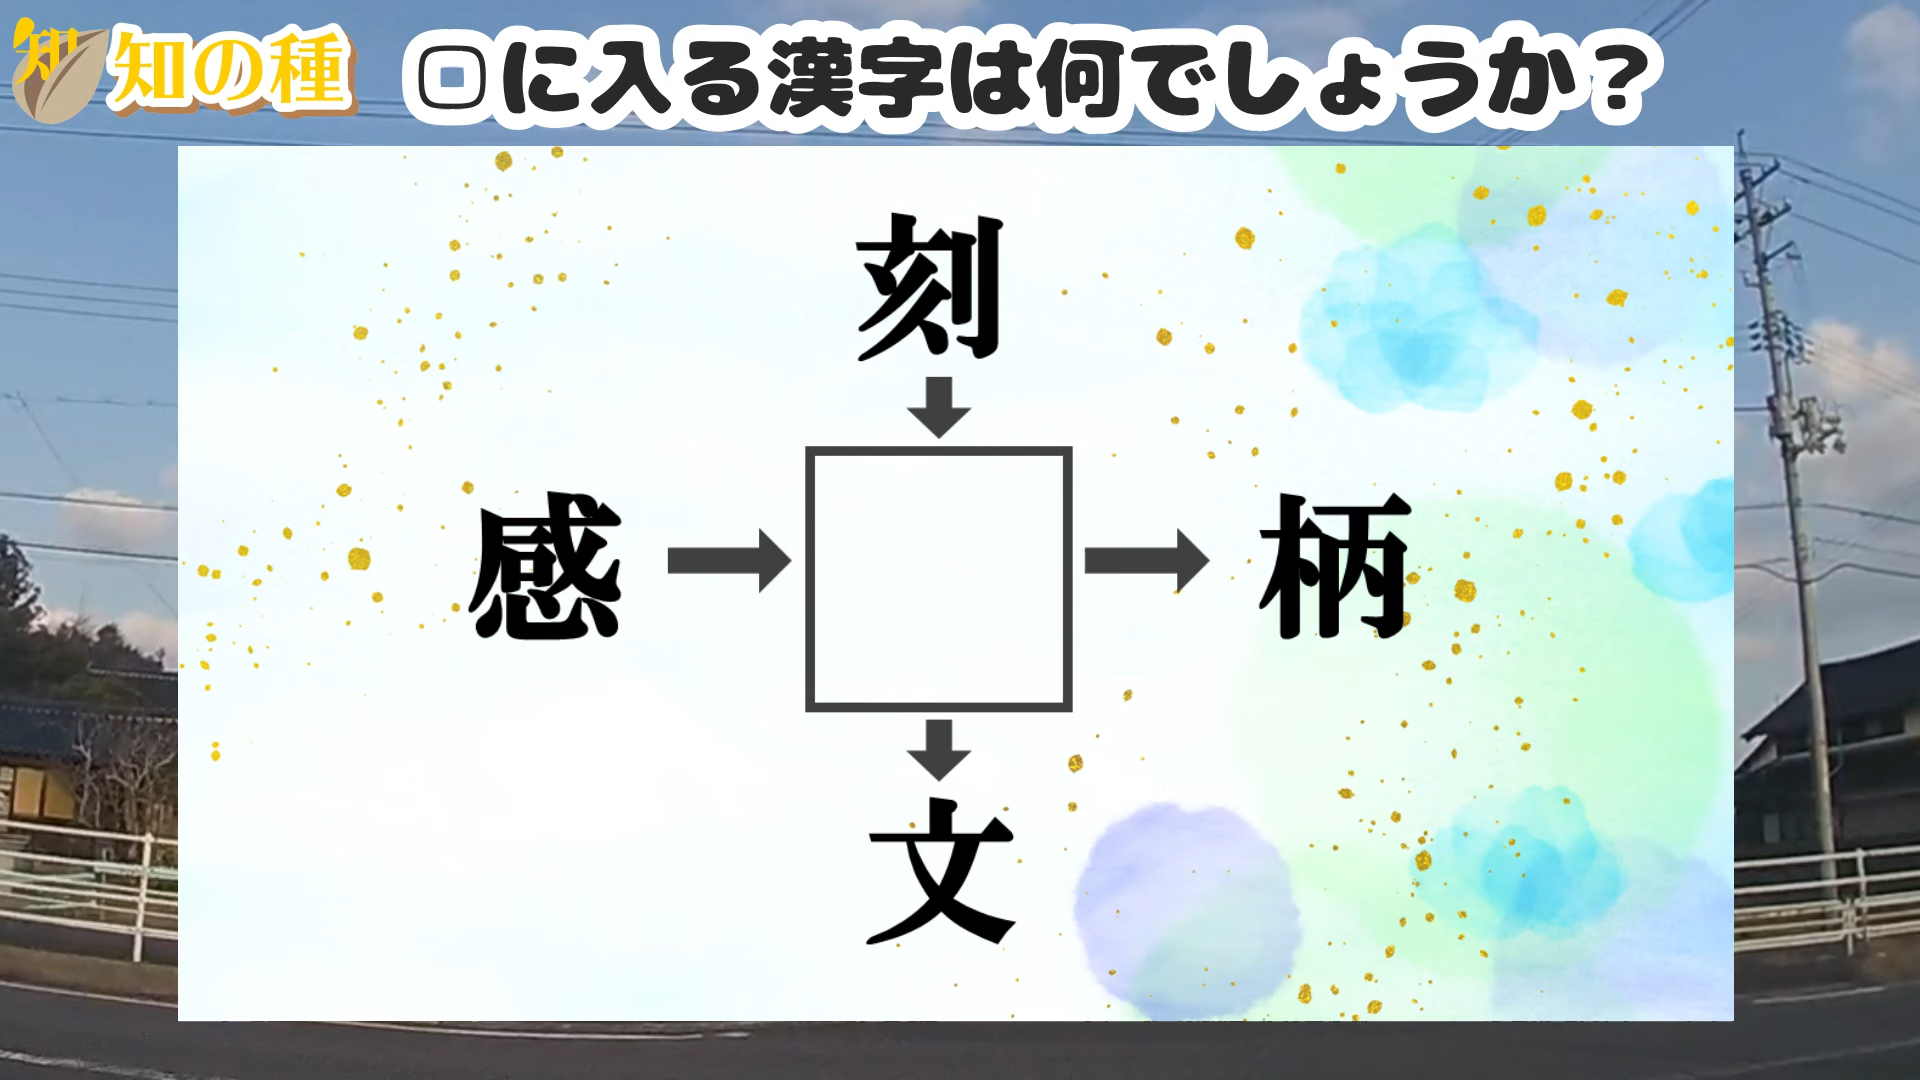 知 知の種 □に入る漢字は何でしょうか？
刻
感 → □ → 柄
文